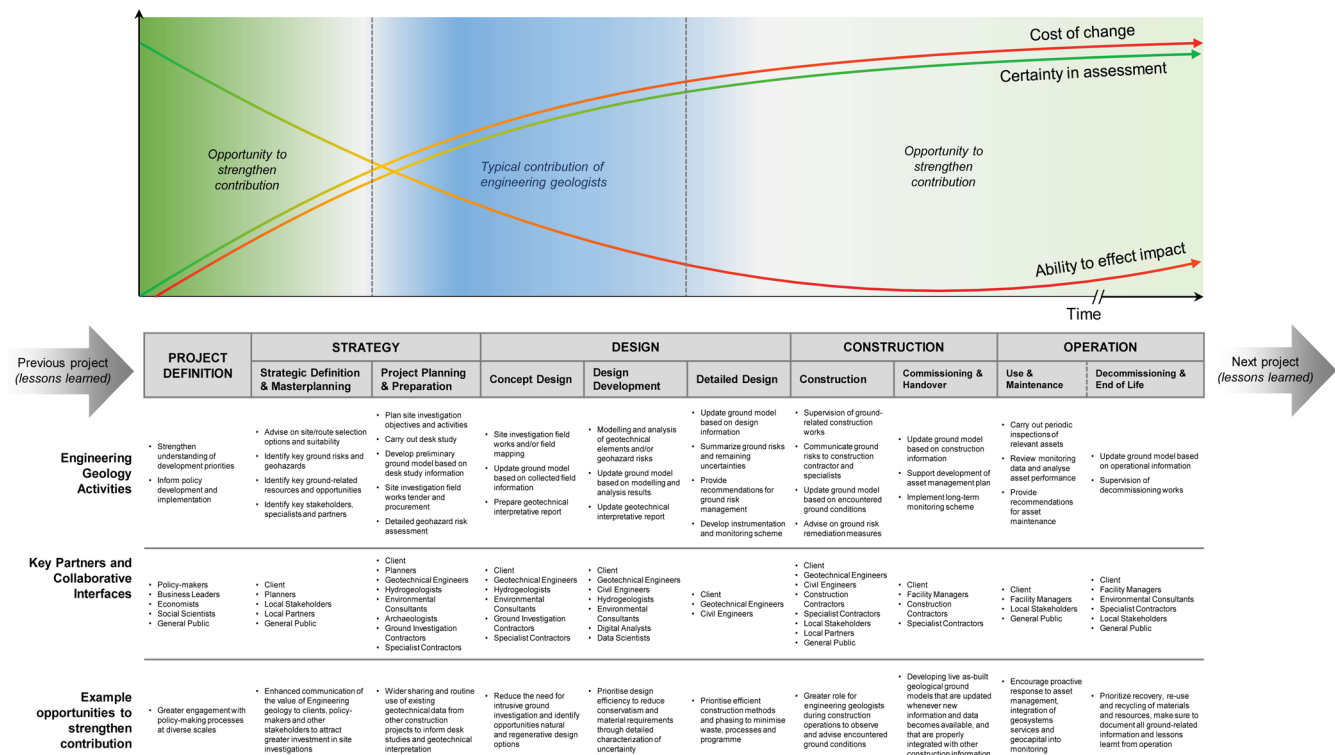 Cost of change
Certainty in assessment
Opportunity to
strengthen
contribution
Typical contribution of
engineering geologists
Opportunity to
strengthen
contribution
Ability to effect impact
Time
Previous project
(lessons learned)
Next project
(lessons learned)
PROJECT
DEFINITION
STRATEGY
DESIGN
CONSTRUCTION
OPERATION
Strategic Definition
& Masterplanning
Project Planning
& Preparation
Concept Design
Design
Development
Detailed Design
Construction
Commissioning &
Handover
Use &
Maintenance
Decommissioning &
End of Life
Engineering
Geology
Activities
• Strengthen
understanding of
development priorities
• Inform policy
development and
implementation
• Advise on site/route selection
options and suitability
• Identify key ground risks and
geohazards
• Identify key ground-related
resources and opportunities
• Identify key stakeholders,
specialists and partners
• Plan site investigation
objectives and activities
• Carry out desk study
• Develop preliminary
ground model based on
desk study information
• Site investigation field
works tender and
procurement
• Detailed geohazard risk
assessment
• Site investigation field
works and/or field
mapping
• Update ground model
based on collected field
information
• Prepare geotechnical
interpretative report
• Modelling and analysis
of geotechnical
elements and/or
geohazard risks
• Update ground model
based on modelling and
analysis results
• Update geotechnical
interpretative report
• Update ground model
based on design
information
• Summarize ground risks
and remaining
uncertainties
• Provide
recommendations for
ground risk
management
• Develop instrumentation
and monitoring scheme
• Supervision of ground-
related construction
works
• Communicate ground
risks to construction
contractor and
specialists
• Update ground model
based on encountered
ground conditions
• Advise on ground risk
remediation measures
• Update ground model
based on construction
information
• Support development of
asset management plan
• Implement long-term
monitoring scheme
• Carry out periodic
inspections of
relevant assets
• Review monitoring
data and analyse
asset performance
• Provide
recommendations
for asset
maintenance
• Update ground model based
on operational information
• Supervision of
decommissioning works
Key Partners and
Collaborative
Interfaces
• Policy-makers
• Business Leaders
• Economists
• Social Scientists
• General Public
• Client
• Planners
• Local Stakeholders
• Local Partners
• General Public
• Client
• Planners
• Geotechnical Engineers
• Hydrogeologists
• Environmental
Consultants
• Archaeologists
• Ground Investigation
Contractors
• Specialist Contractors
• Client
• Geotechnical Engineers
• Hydrogeologists
• Environmental
Consultants
• Ground Investigation
Contractors
• Specialist Contractors
• Client
• Geotechnical Engineers
• Civil Engineers
• Hydrogeologists
• Environmental
Consultants
• Digital Analysts
• Data Scientists
• Client
• Geotechnical Engineers
• Civil Engineers
• Client
• Geotechnical Engineers
• Civil Engineers
• Construction
Contractors
• Specialist Contractors
• Local Stakeholders
• Local Partners
• General Public
• Client
• Facility Managers
• Construction
Contractors
• Specialist Contractors
• Client
• Facility Managers
• Local Stakeholders
• General Public
• Client
• Facility Managers
• Environmental Consultants
• Specialist Contractors
• Local Stakeholders
• General Public
Example
opportunities to
strengthen
contribution
• Greater engagement with
policy-making processes
at diverse scales
• Enhanced communication of
the value of Engineering
geology to clients, policy-
makers and other
stakeholders to attract
greater investment in site
investigations
• Wider sharing and routine
use of existing
geotechnical data from
other construction
projects to inform desk
studies and geotechnical
interpretation
• Reduce the need for
intrusive ground
investigation and identify
opportunities natural
and regenerative design
options
• Prioritise design
efficiency to reduce
conservatism and
material requirements
through detailed
characterization of
uncertainty
• Prioritise efficient
construction methods
and phasing to minimise
waste, processes and
programme
• Greater role for
engineering geologists
during construction
operations to observe
and advise encountered
ground conditions
• Developing live as-built
geological ground
models that are updated
whenever new
information and data
becomes available, and
that are properly
integrated with other
construction information
• Encourage proactive
response to asset
management,
integration of
geosystems
services and
geocapital into
monitoring
• Prioritize recovery, re-use
and recycling of materials
and resources, make sure to
document all ground-related
information and lessons
learnt from operation